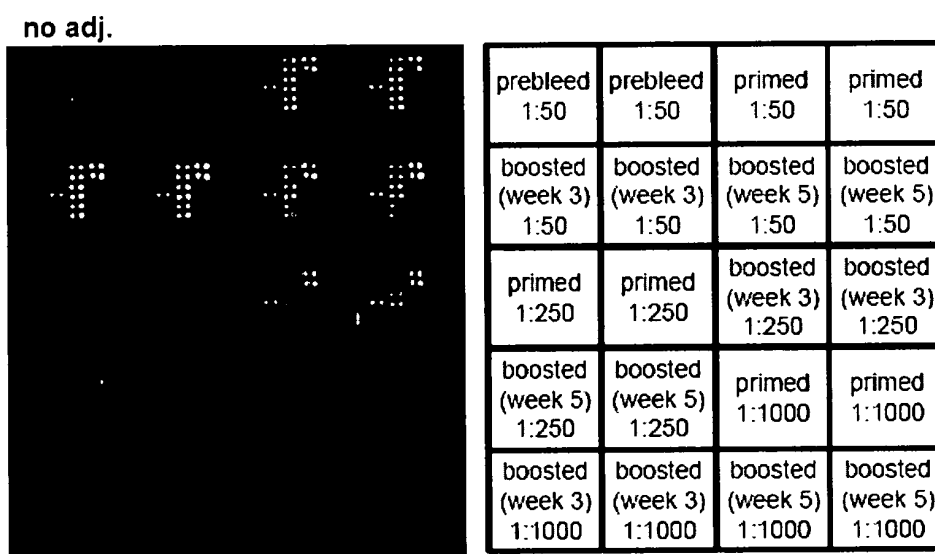 no adj.
prebleed prebleed primed primed
1:50 1:50 1:50 1:50
boosted boosted boosted boosted
(week 3) (week 3) (week 5) (week 5)
1:50 1:50 1:50 1:50
primed primed boosted boosted
1:250 1:250 (week 3) (week 3)
1:250 1:250
boosted boosted primed primed
(week 5) (week 5) 1:1000 1:1000
1:250 1:250
boosted boosted boosted boosted
(week 3) (week 3) (week 5) (week 5)
1:1000 1:1000 1:1000 1:1000